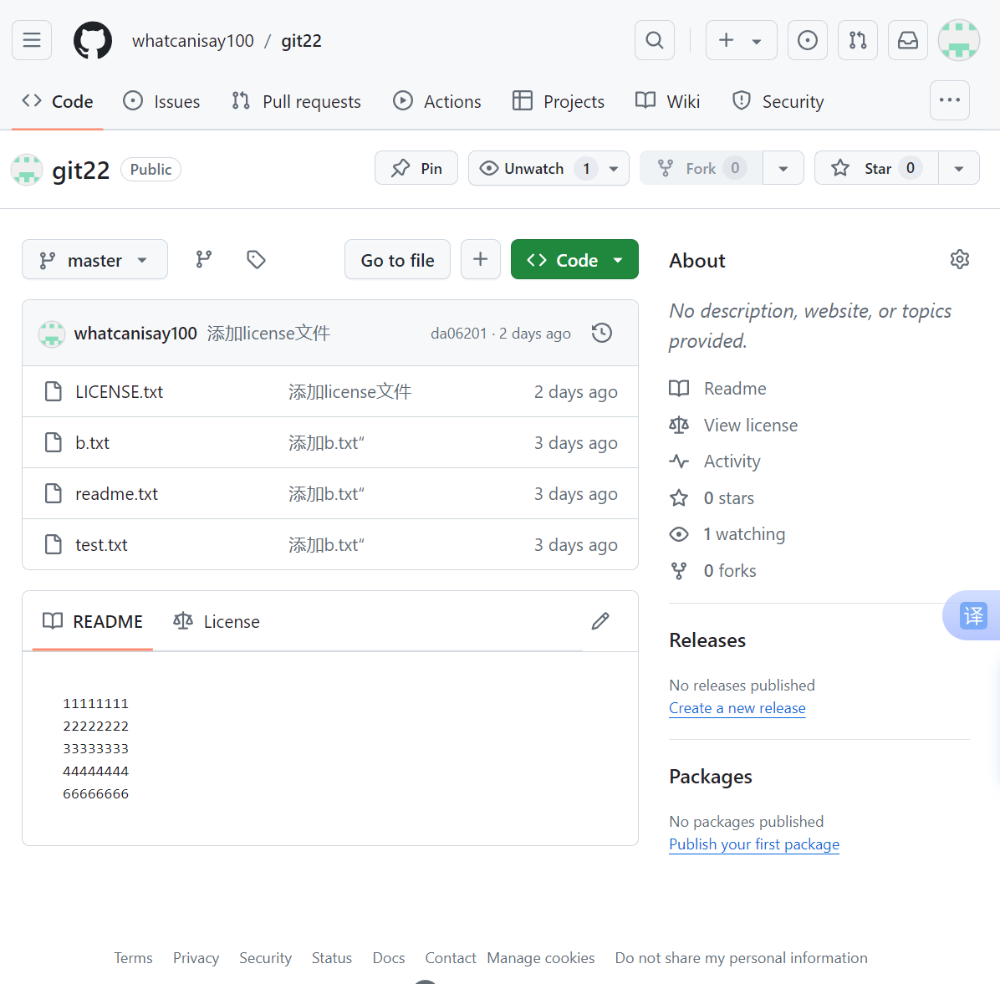 whatcanisay100 / git22
Code Issues Pull requests Actions Projects Wiki Security
git22 Public Pin Unwatch 1 Fork 0 Star 0
master Go to file Code
whatcanisay100 添加license文件 da06201 · 2 days ago
LICENSE.txt 添加license文件 2 days ago
b.txt 添加b.txt“ 3 days ago
readme.txt 添加b.txt“ 3 days ago
test.txt 添加b.txt“ 3 days ago
README License
11111111
22222222
33333333
44444444
66666666
About
No description, website, or topics
provided.
Readme
View license
Activity
0 stars
1 watching
0 forks
译
Releases
No releases published
Create a new release
Packages
No packages published
Publish your first package
Terms Privacy Security Status Docs Contact Manage cookies Do not share my personal information